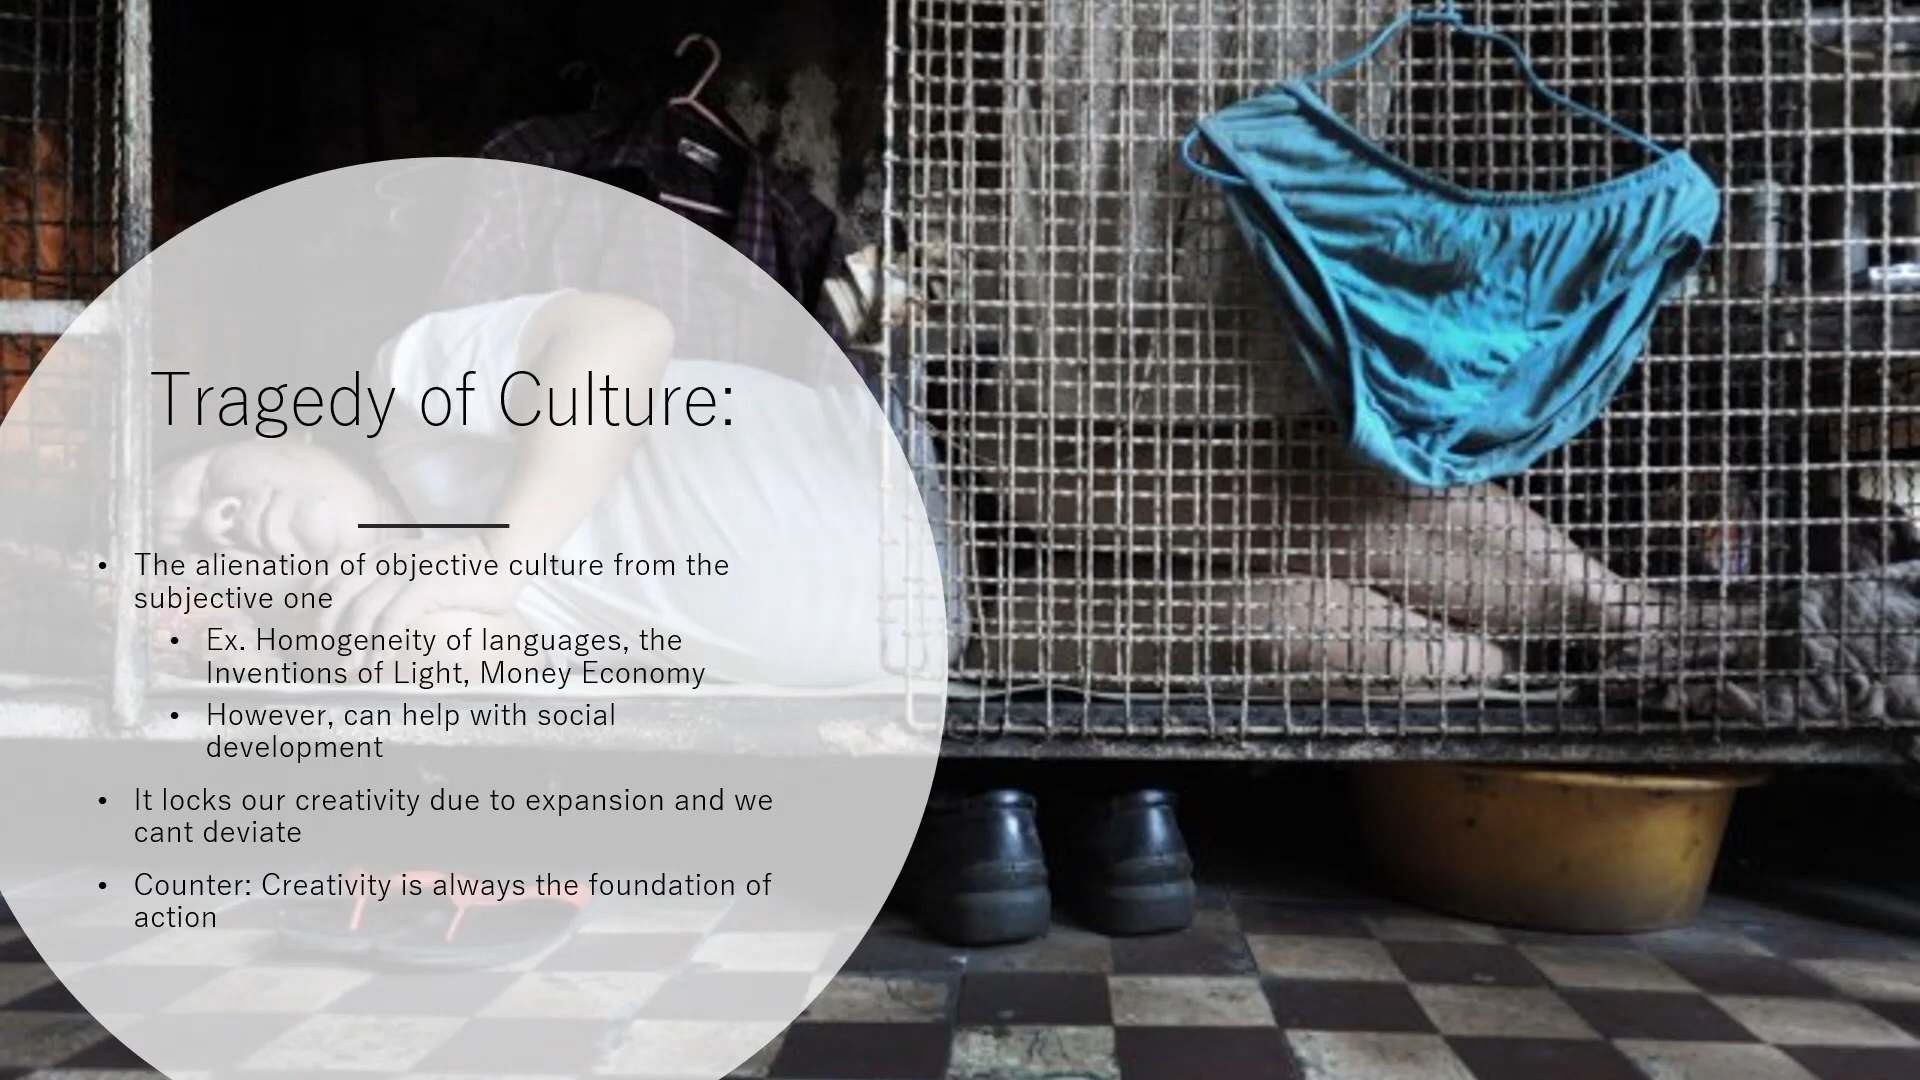 Tragedy of Culture:
• The alienation of objective culture from the
subjective one
• Ex. Homogeneity of languages, the
Inventions of Light, Money Economy
• However, can help with social
development
• It locks our creativity due to expansion and we
cant deviate
• Counter: Creativity is always the foundation of
action